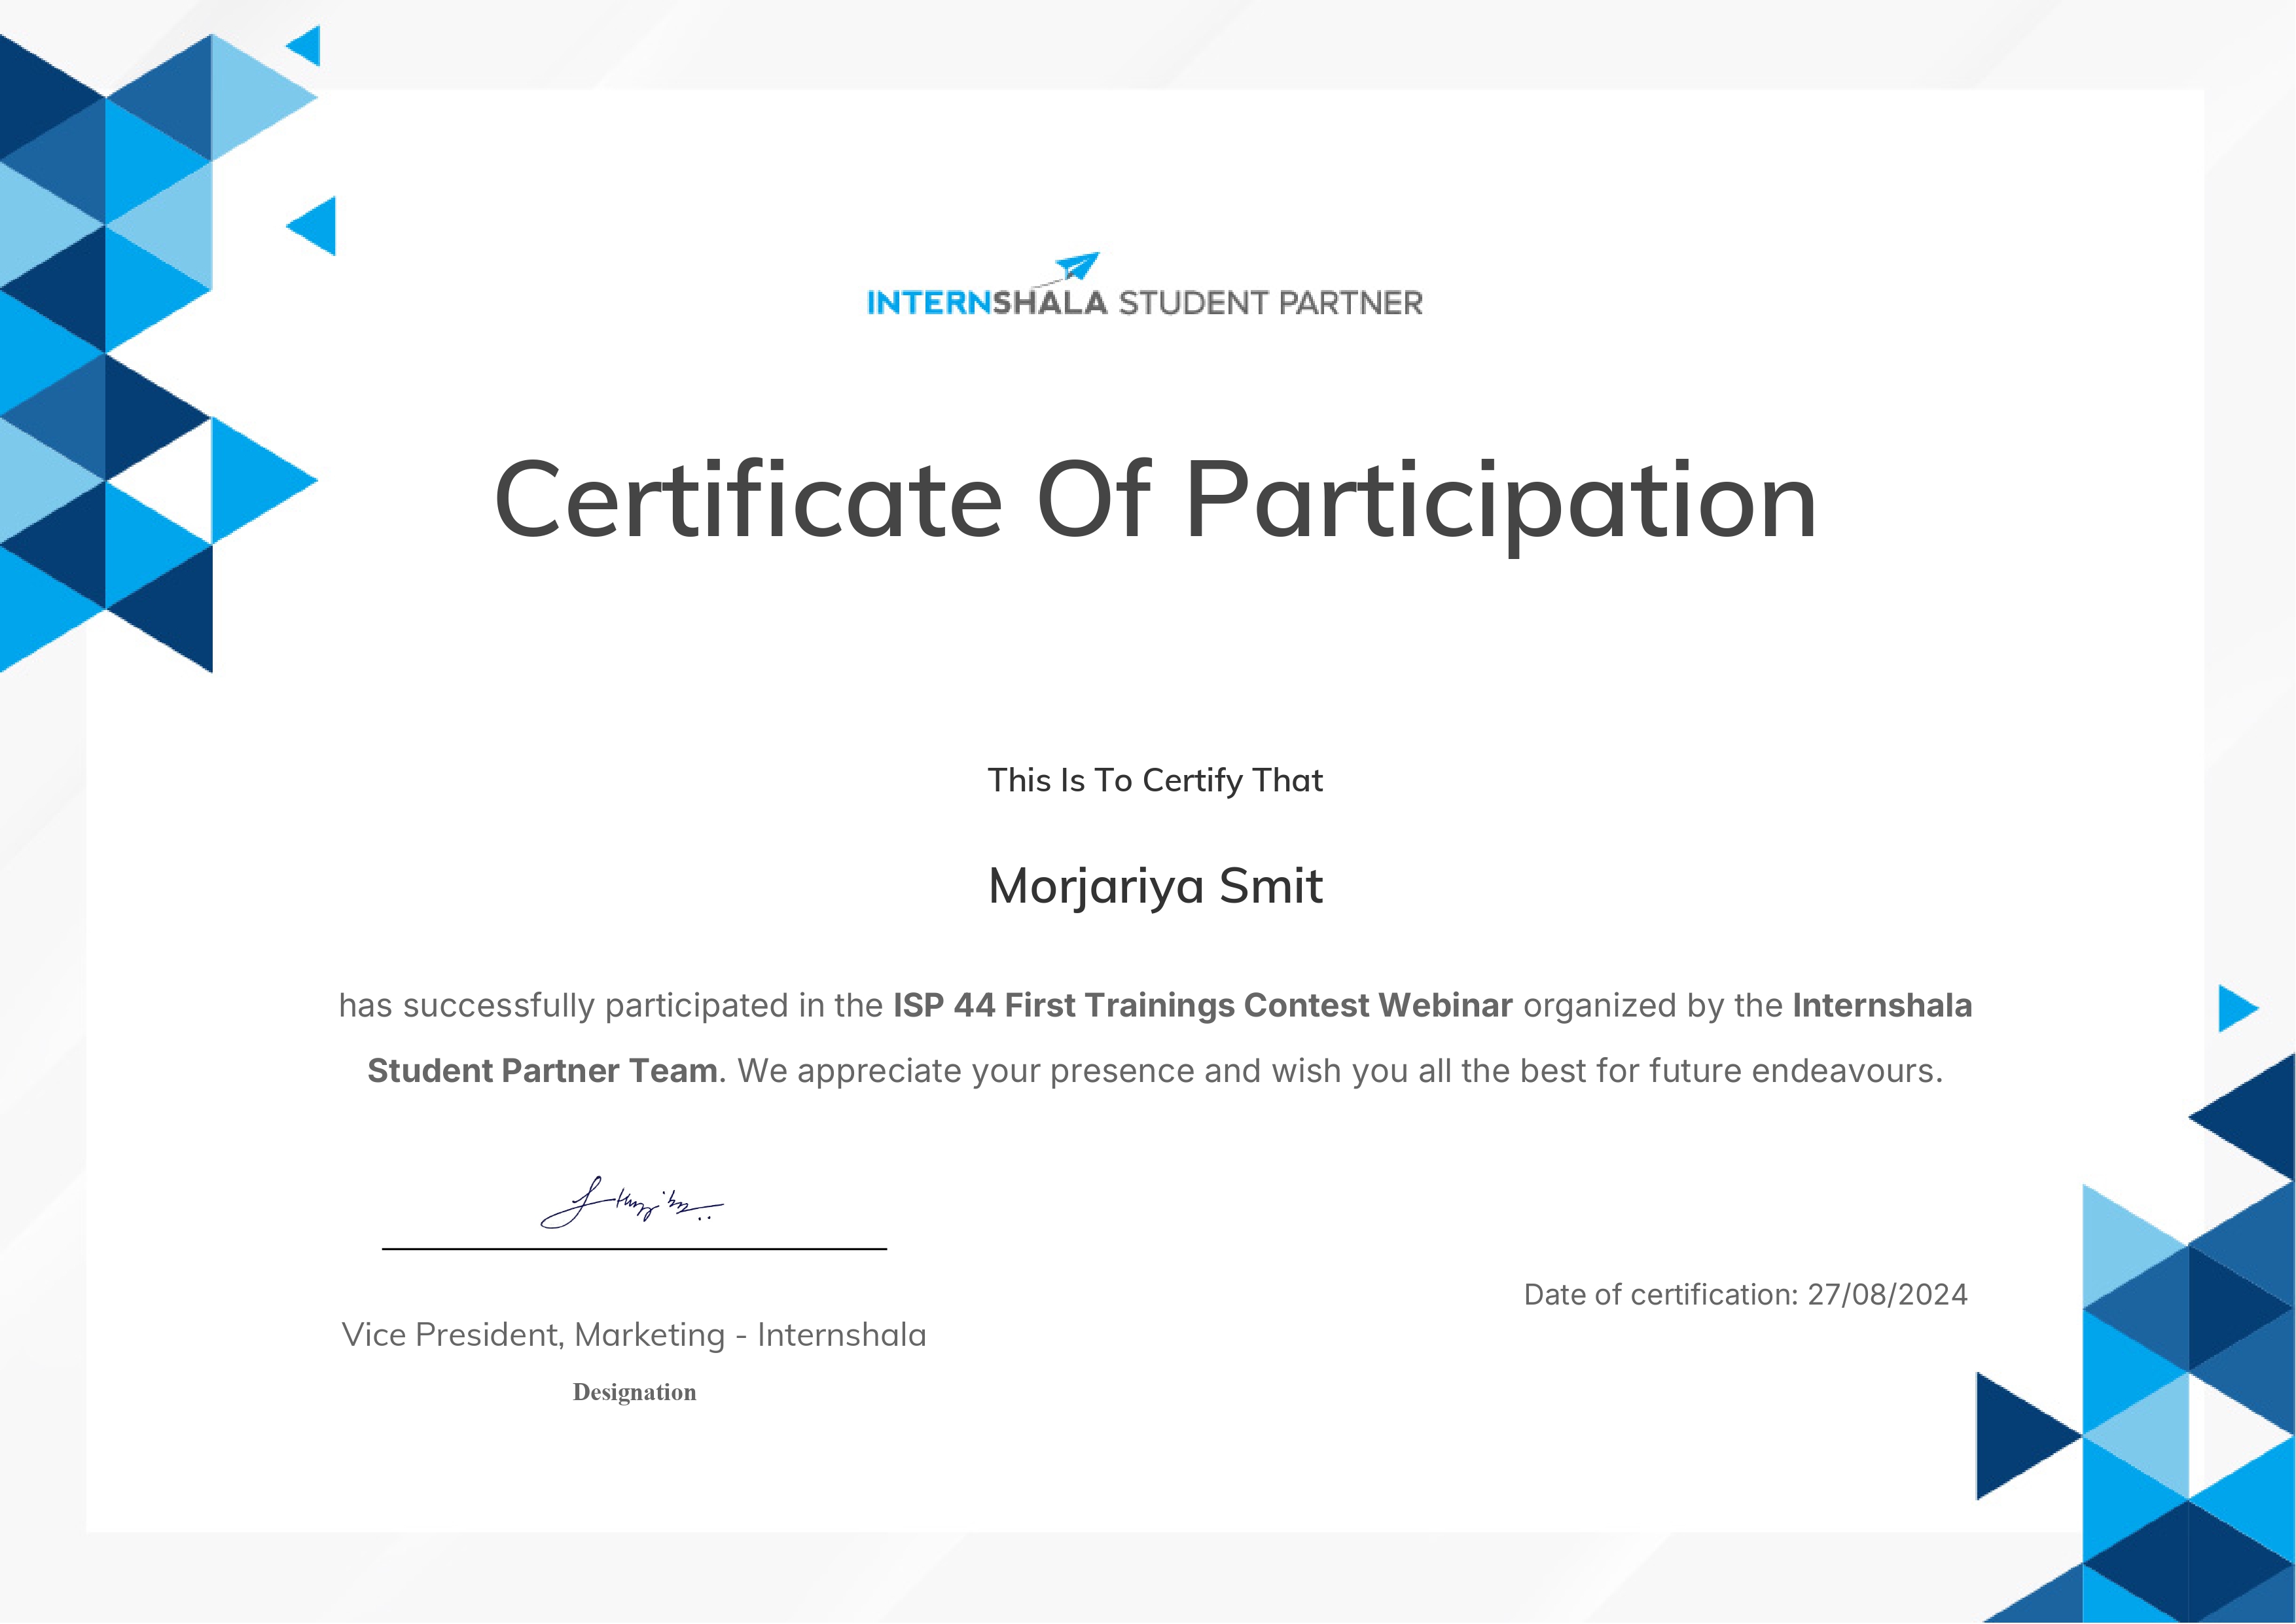 INTERNSHALA STUDENT PARTNER
Certificate Of Participation
This Is To Certify That
Morjariya Smit
has successfully participated in the ISP 44 First Trainings Contest Webinar organized by the Internshala
Student Partner Team. We appreciate your presence and wish you all the best for future endeavours.
Date of certification: 27/08/2024
Vice President, Marketing - Internshala
Designation